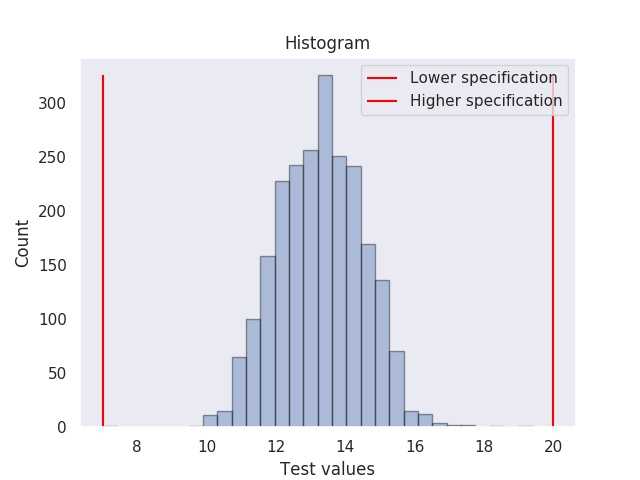 Histogram
Lower specification
Higher specification
300
250
200
150
100
50
0
Count
8 10 12 14 16 18 20
Test values